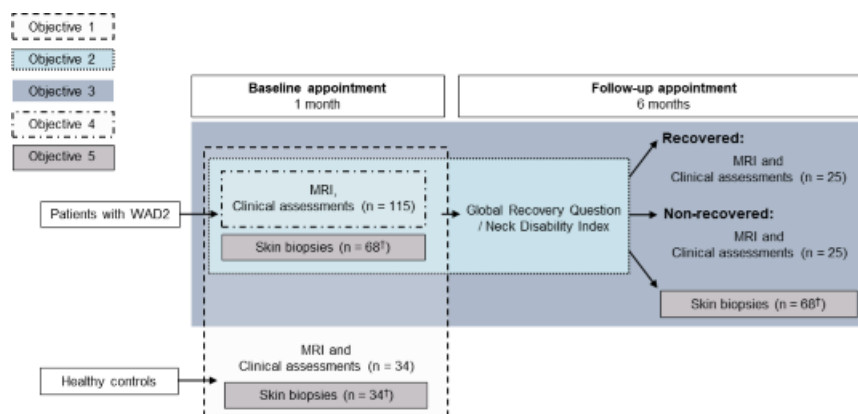 Objective 1
Objective 2
Objective 3
Objective 4
Objective 5
Baseline appointment
1 month
Follow-up appointment
6 months
Patients with WAD2
MRI,
Clinical assessments (n = 115)
Skin biopsies (n = 68†)
Global Recovery Question
/ Neck Disability Index
Recovered:
MRI and
Clinical assessments (n = 25)
Non-recovered:
MRI and
Clinical assessments (n = 25)
Skin biopsies (n = 68†)
Healthy controls
MRI and
Clinical assessments (n = 34)
Skin biopsies (n = 34†)